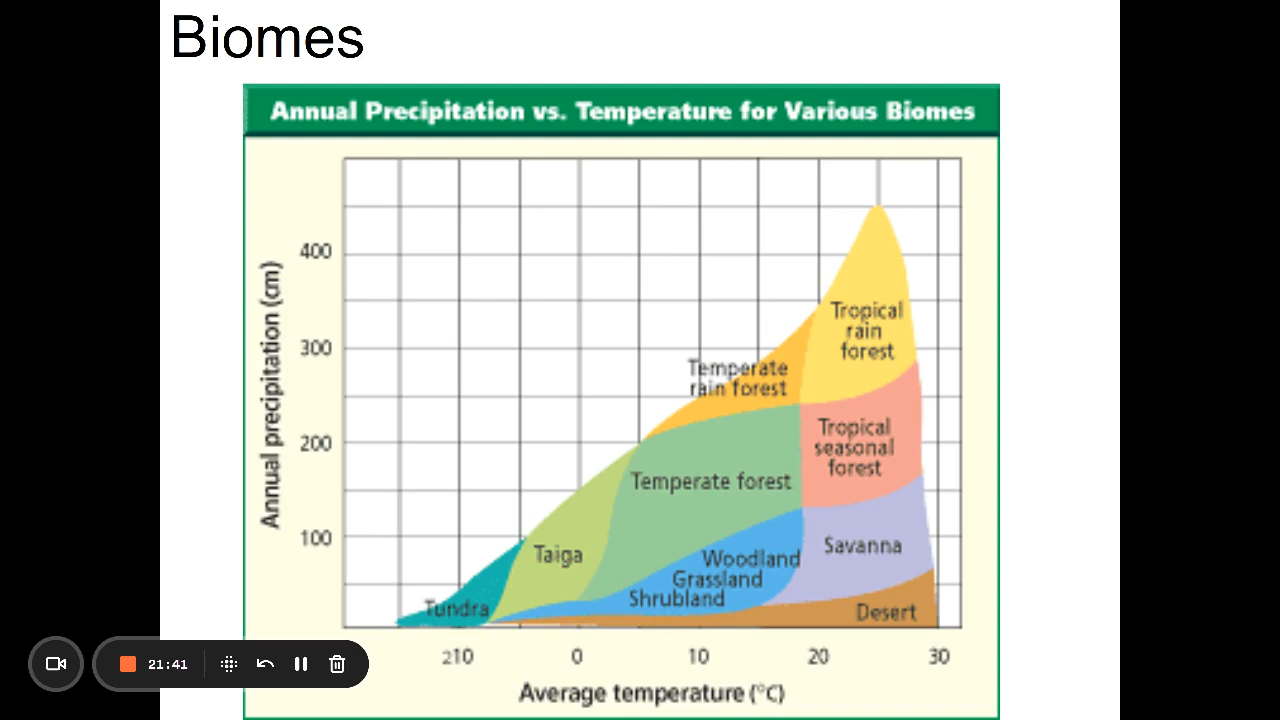 Biomes
Annual Precipitation vs. Temperature for Various Biomes
Annual precipitation (cm)
400
300
200
100
Tropical
rain
forest
Temperate
rain forest
Tropical
seasonal
forest
Temperate forest
Taiga
Woodland
Grassland
Shrubland
Savanna
Tundra
Desert
210
0
10
20
30
Average temperature (°C)
21:41